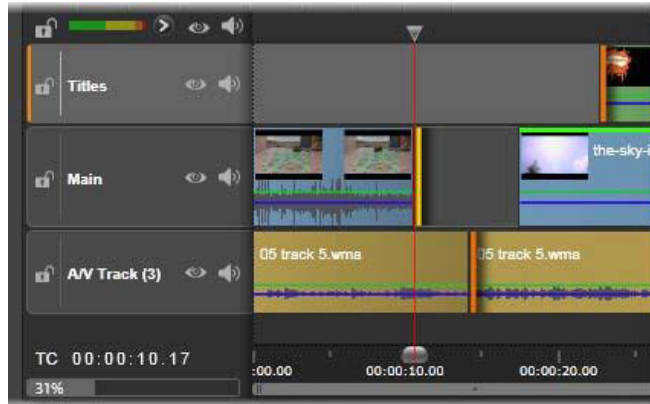 Titles
Main
the-sky-i
A/V Track (3)
05 track 5.wma
05 track 5.wma
TC 00:00:10.17
:00.00
00:00:10.00
00:00:20.00
31%